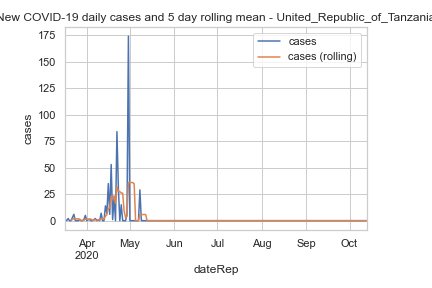 New COVID-19 daily cases and 5 day rolling mean - United_Republic_of_Tanzania
cases
cases (rolling)
cases
175
150
125
100
75
50
25
0
Apr May Jun Jul Aug Sep Oct
2020
dateRep